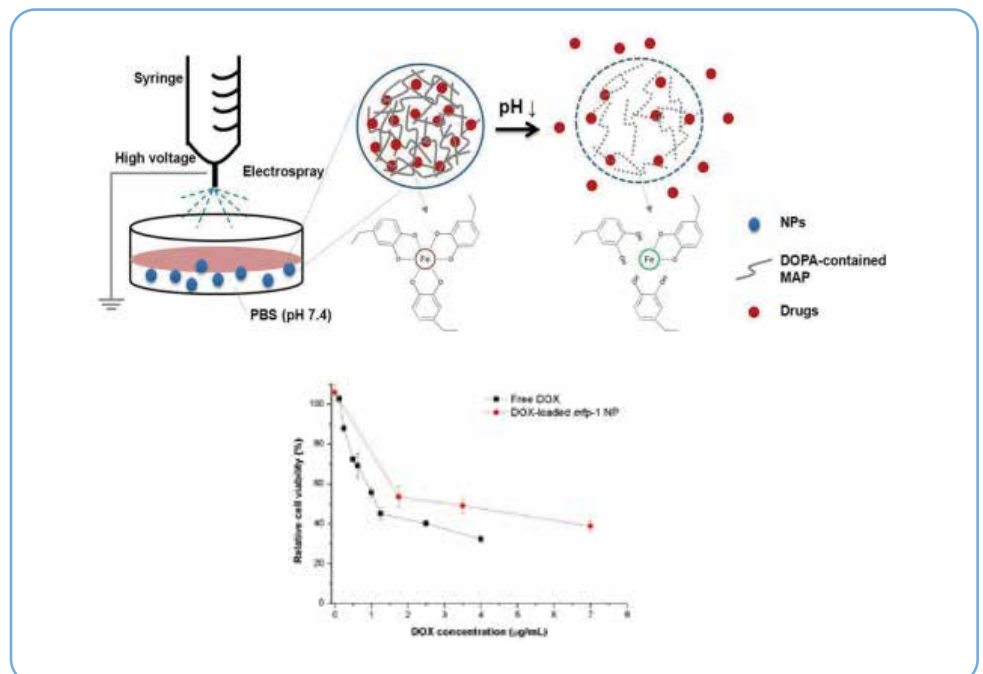 Syringe
High voltage
Electrospray
PBS (pH 7.4)
pH ↓
Fe
Fe
NPs
DOPA-contained
MAP
Drugs
Free DOX
DOX-loaded mfp-1 NP
Relative cell viability (%)
100
80
60
40
20
0
0 1 2 3 4 5 6 7 8
DOX concentration (μg/mL)